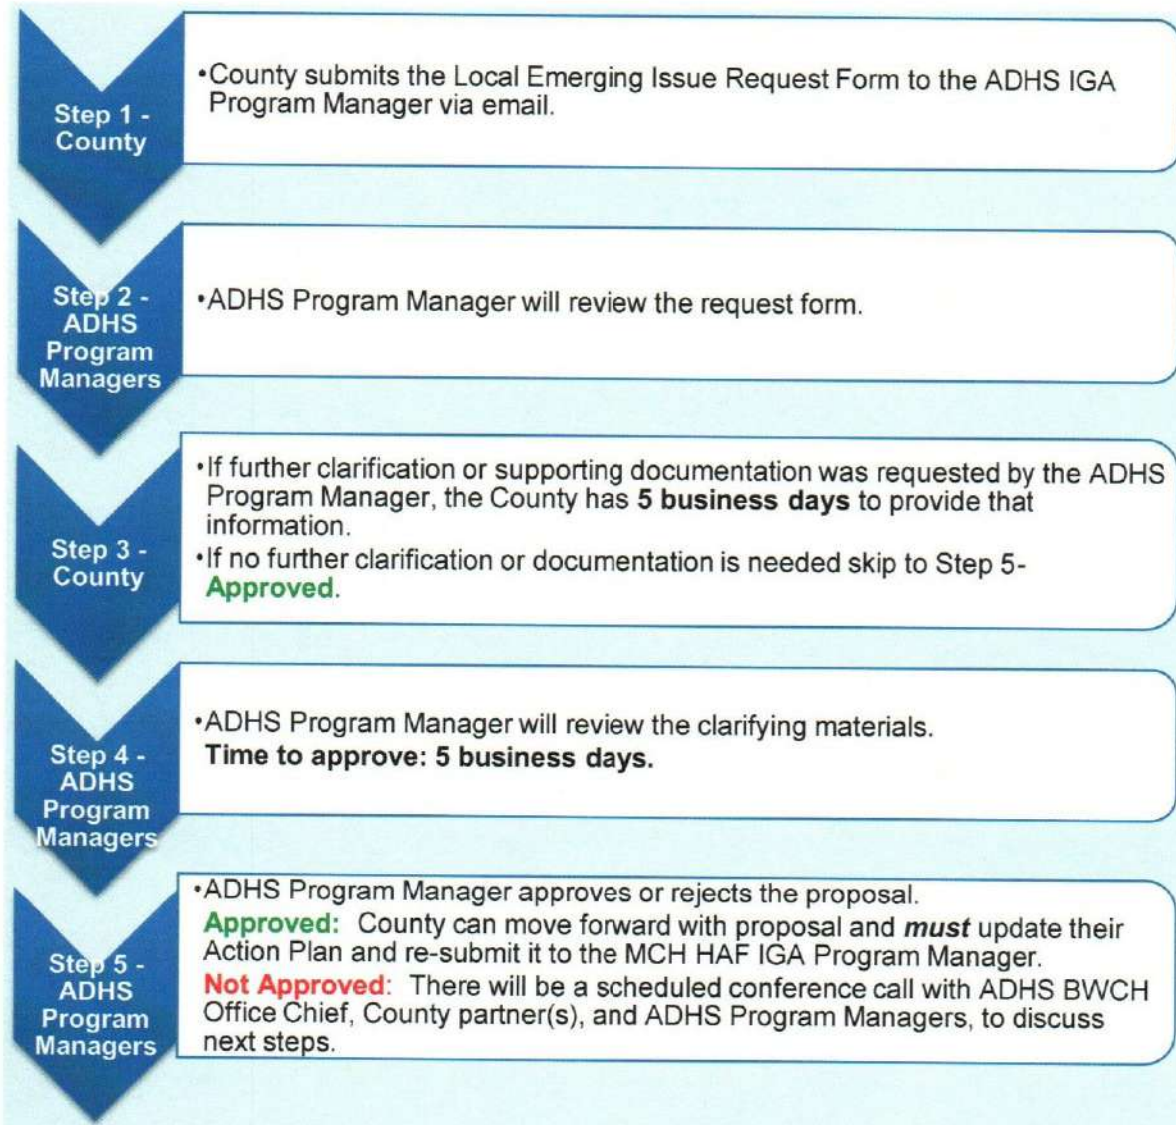 Step 1 -
County
•County submits the Local Emerging Issue Request Form to the ADHS IGA
Program Manager via email.
Step 2 -
ADHS
Program
Managers
•ADHS Program Manager will review the request form.
Step 3 -
County
•If further clarification or supporting documentation was requested by the ADHS
Program Manager, the County has 5 business days to provide that
information.
•If no further clarification or documentation is needed skip to Step 5-
Approved.
Step 4 -
ADHS
Program
Managers
•ADHS Program Manager will review the clarifying materials.
Time to approve: 5 business days.
Step 5 -
ADHS
Program
Managers
•ADHS Program Manager approves or rejects the proposal.
Approved: County can move forward with proposal and must update their
Action Plan and re-submit it to the MCH HAF IGA Program Manager.
Not Approved: There will be a scheduled conference call with ADHS BWCH
Office Chief, County partner(s), and ADHS Program Managers, to discuss
next steps.